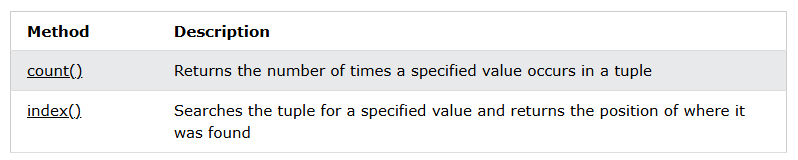 Method Description
count() Returns the number of times a specified value occurs in a tuple
index() Searches the tuple for a specified value and returns the position of where it
was found